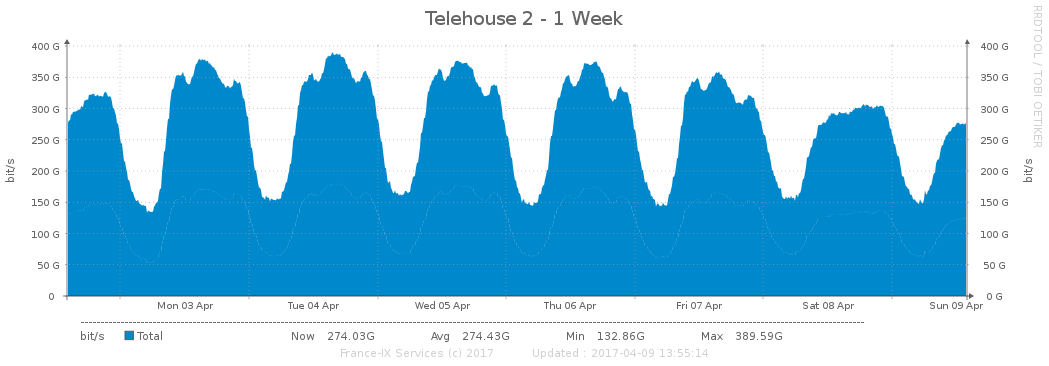 Telehouse 2 - 1 Week
RRDTOOL / TOBI OETIKER
400 G 400 G
350 G 350 G
300 G 300 G
250 G 250 G
200 G 200 G
150 G 150 G
100 G 100 G
50 G 50 G
0 0 G
bit/s
bit/s
Mon 03 Apr Tue 04 Apr Wed 05 Apr Thu 06 Apr Fri 07 Apr Sat 08 Apr Sun 09 Apr
bit/s Total Now 274.03G Avg 274.43G Min 132.86G Max 389.59G
France-IX Services (c) 2017 Updated : 2017-04-09 13:55:14